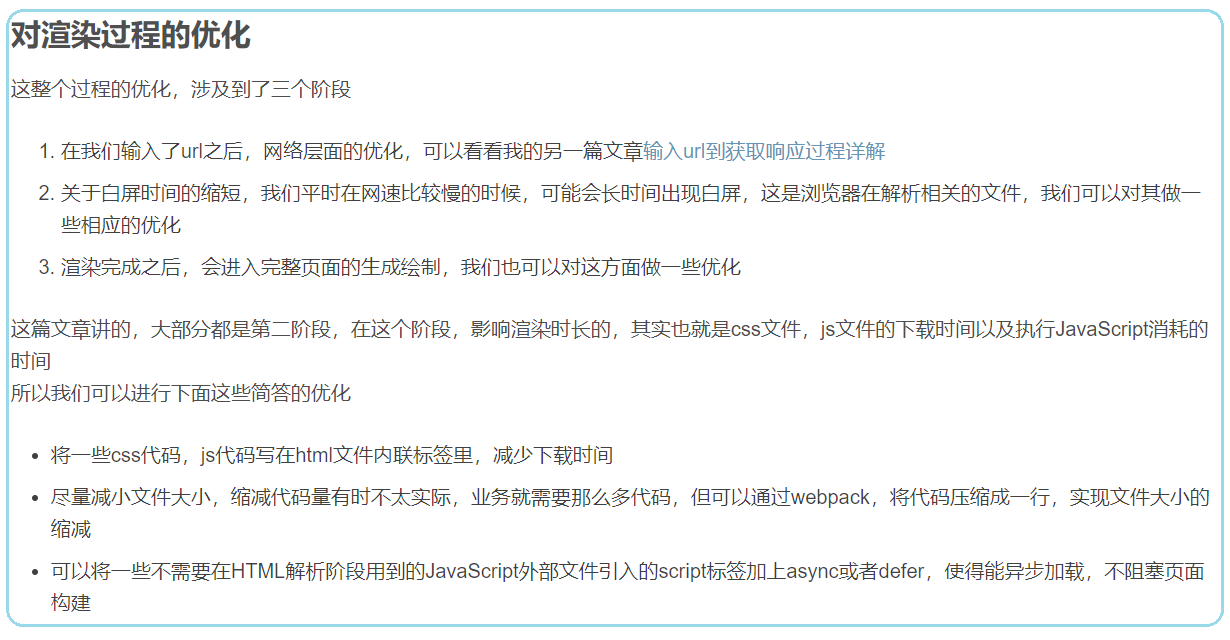 对渲染过程的优化
这整个过程的优化，涉及到了三个阶段
1. 在我们输入了url之后，网络层面的优化，可以看看我的另一篇文章输入url到获取响应过程详解
2. 关于白屏时间的缩短，我们平时在网速比较慢的时候，可能会长时间出现白屏，这是浏览器在解析相关的文件，我们可以对其做一
些相应的优化
3. 渲染完成之后，会进入完整页面的生成绘制，我们也可以对这方面做一些优化
这篇文章讲的，大部分都是第二阶段，在这个阶段，影响渲染时长的，其实也就是css文件，js文件的下载时间以及执行JavaScript消耗的
时间
所以我们可以进行下面这些简答的优化
• 将一些css代码，js代码写在html文件内联标签里，减少下载时间
• 尽量减小文件大小，缩减代码量有时不太实际，业务就需要那么多代码，但可以通过webpack，将代码压缩成一行，实现文件大小的
缩减
• 可以将一些不需要在HTML解析阶段用到的JavaScript外部文件引入的script标签加上async或者defer，使得能异步加载，不阻塞页面
构建